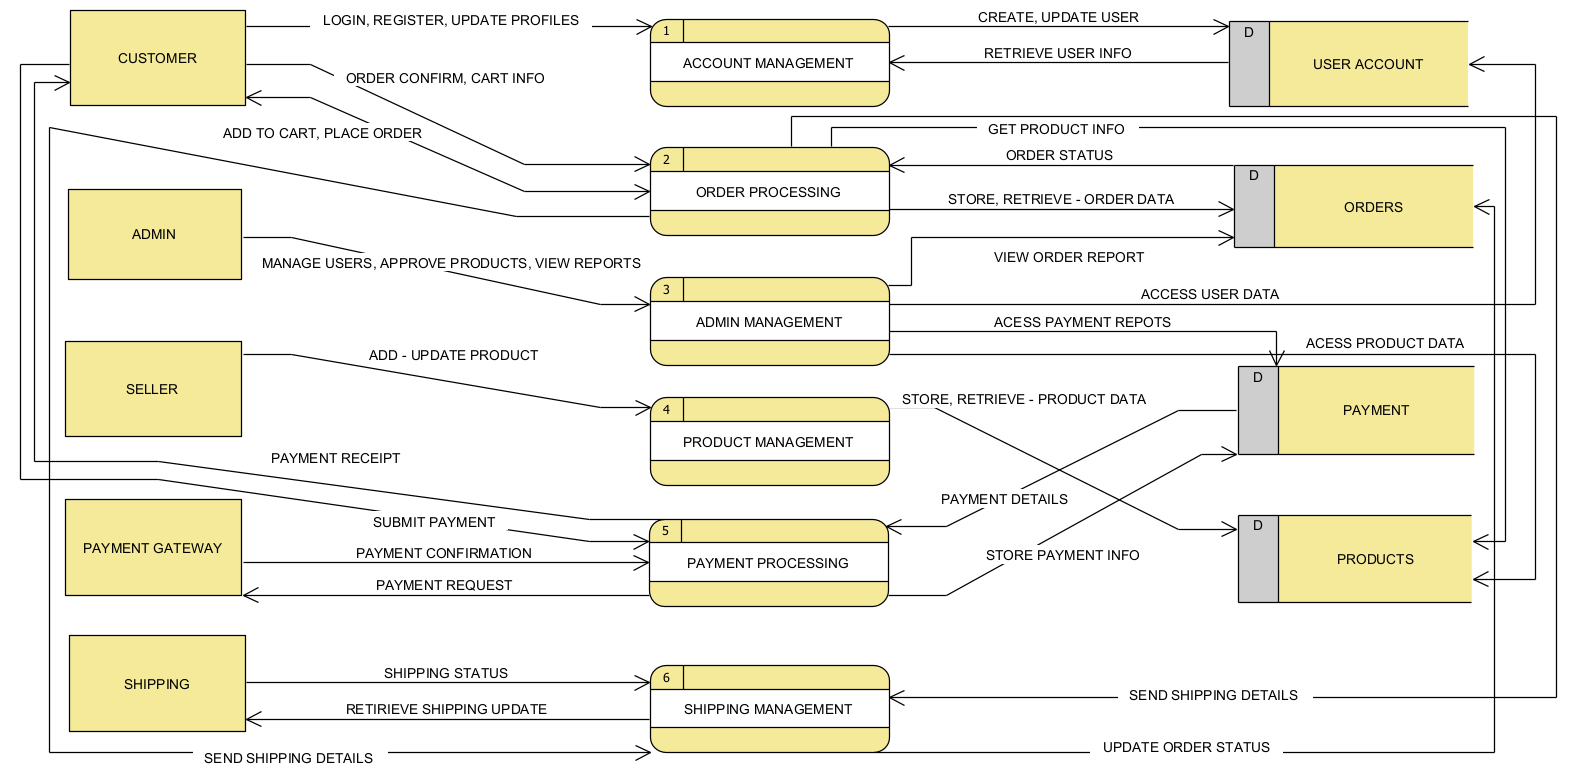 LOGIN, REGISTER, UPDATE PROFILES
CREATE, UPDATE USER
1
D
CUSTOMER
ACCOUNT MANAGEMENT
RETRIEVE USER INFO
USER ACCOUNT
ORDER CONFIRM, CART INFO
ADD TO CART, PLACE ORDER
GET PRODUCT INFO
2
ORDER STATUS
D
ORDER PROCESSING
STORE, RETRIEVE - ORDER DATA
ORDERS
ADMIN
MANAGE USERS, APPROVE PRODUCTS, VIEW REPORTS
VIEW ORDER REPORT
3
ACCESS USER DATA
ADMIN MANAGEMENT
ACESS PAYMENT REPOTS
ACESS PRODUCT DATA
ADD - UPDATE PRODUCT
D
SELLER
4
STORE, RETRIEVE - PRODUCT DATA
PAYMENT
PRODUCT MANAGEMENT
PAYMENT RECEIPT
PAYMENT DETAILS
SUBMIT PAYMENT
5
D
PAYMENT GATEWAY
PAYMENT CONFIRMATION
PAYMENT PROCESSING
STORE PAYMENT INFO
PRODUCTS
PAYMENT REQUEST
SHIPPING STATUS
6
SHIPPING
SEND SHIPPING DETAILS
RETIRIEVE SHIPPING UPDATE
SHIPPING MANAGEMENT
UPDATE ORDER STATUS
SEND SHIPPING DETAILS